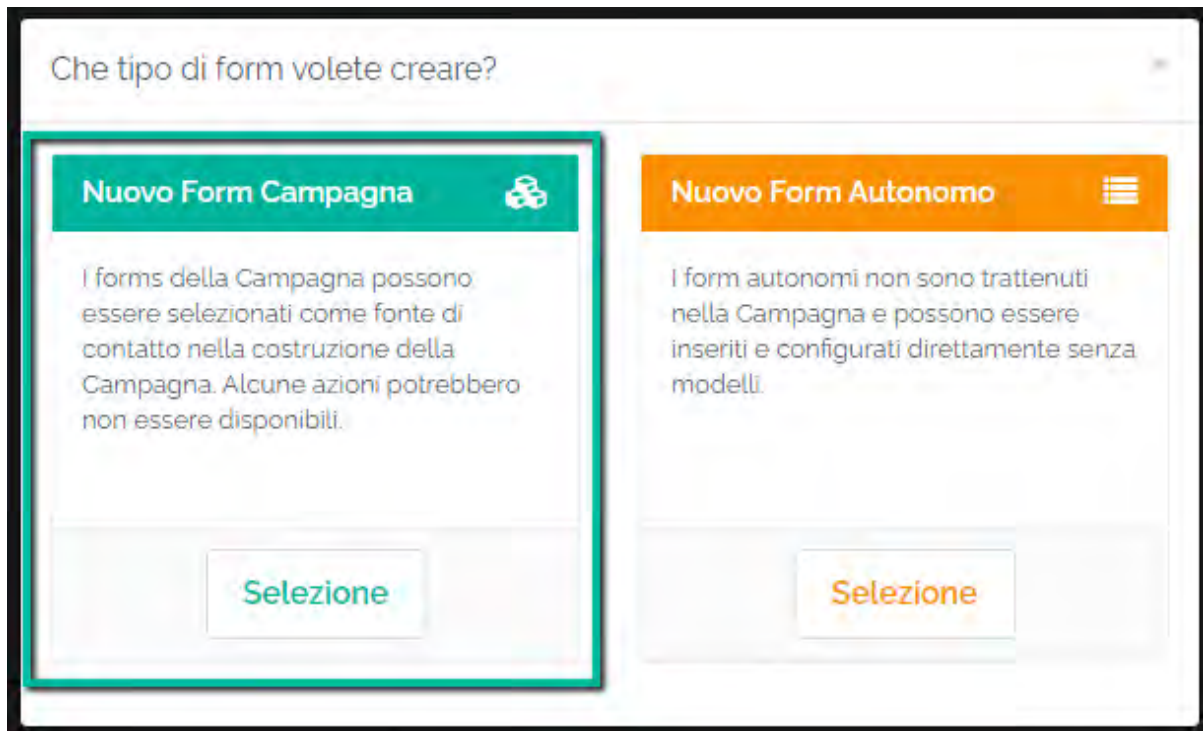 Che tipo di form volete creare?
Nuovo Form Campagna
I forms della Campagna possono
essere selezionati come fonte di
contatto nella costruzione della
Campagna. Alcune azioni potrebbero
non essere disponibili.
Selezione
Nuovo Form Autonomo
I form autonomi non sono trattenuti
nella Campagna e possono essere
inseriti e configurati direttamente senza
modelli.
Selezione